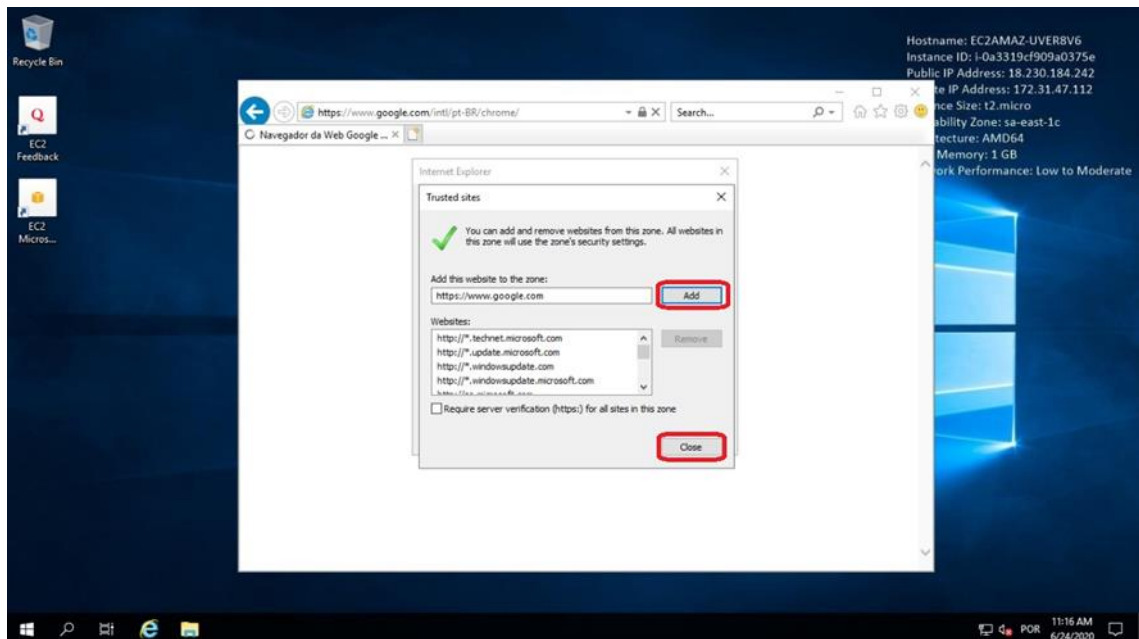 Recycle Bin
EC2
Feedback
EC2
Micros...
Hostname: EC2AMAZ-UVER8V6
Instance ID: i-0a3319cf909a0375e
Public IP Address: 18.230.184.242
te IP Address: 172.31.47.112
nce Size: t2.micro
ability Zone: sa-east-1c
tecture: AMD64
Memory: 1 GB
ork Performance: Low to Moderate
https://www.google.com/intl/pt-BR/chrome/
Search...
Navegador da Web Google ...
Internet Explorer
Trusted sites
You can add and remove websites from this zone. All websites in
this zone will use the zone's security settings.
Add this website to the zone:
https://www.google.com
Add
Websites:
http://*.technet.microsoft.com
http://*.update.microsoft.com
http://*.windowsupdate.com
http://*.windowsupdate.microsoft.com
Remove
Require server verification (https:) for all sites in this zone
Close
POR
11:16 AM
6/24/2020